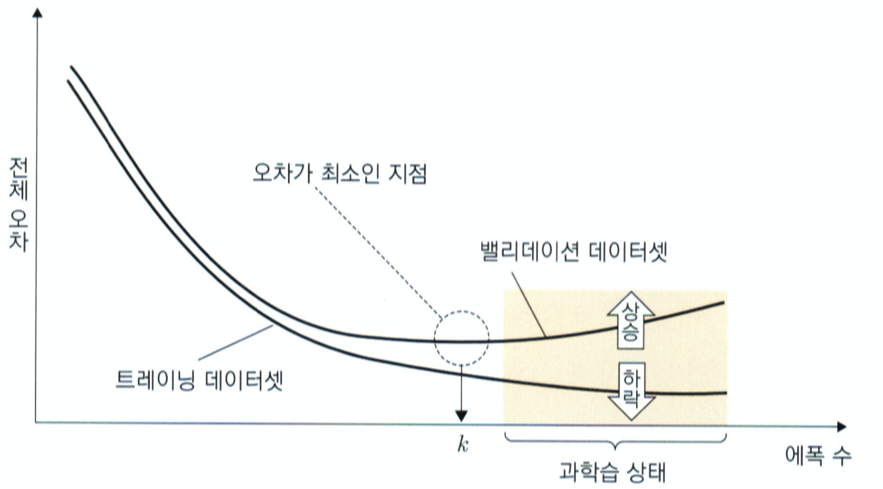 전체 오차
오차가 최소인 지점
밸리데이션 데이터셋
상승
하락
트레이닝 데이터셋
k
에폭 수
과학습 상태